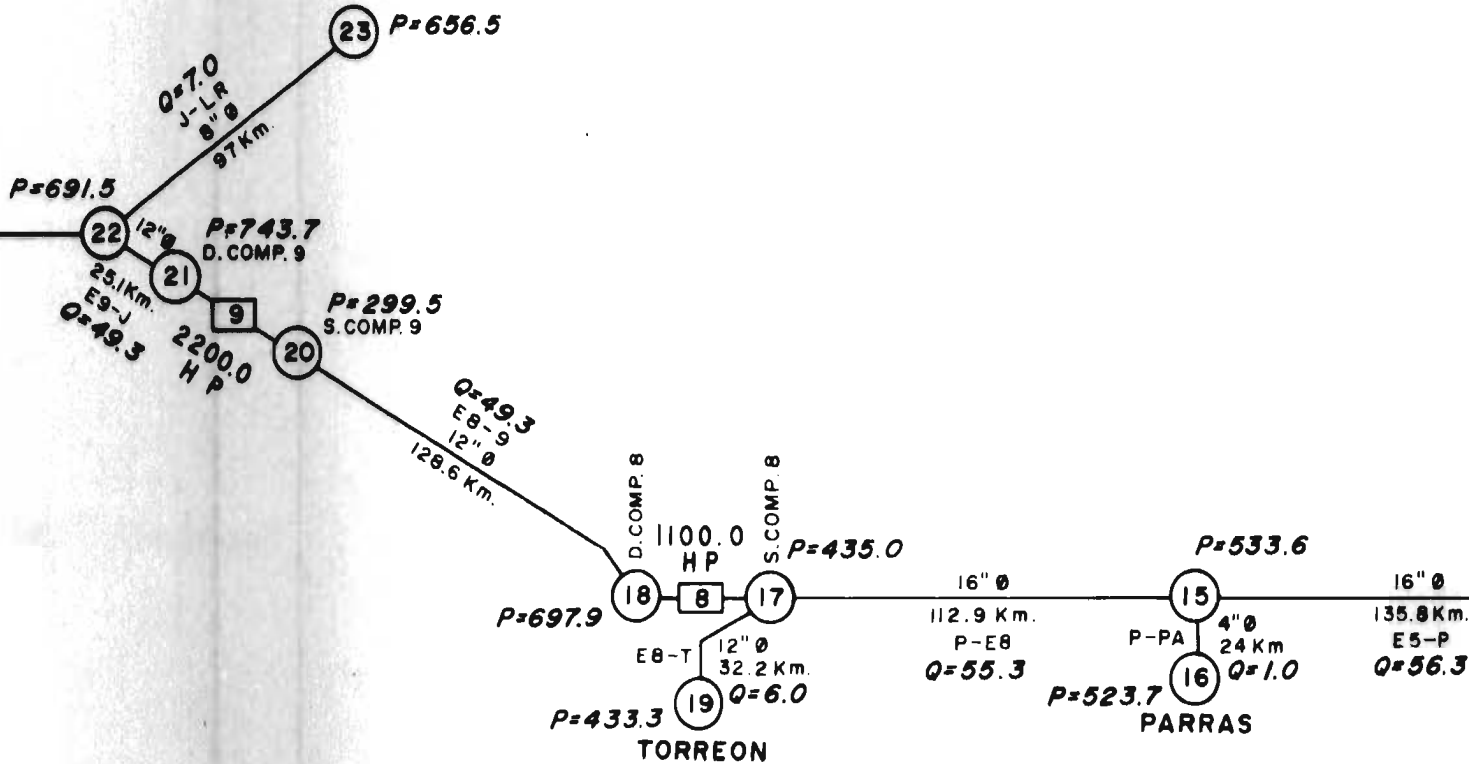 23 P=656.5
Q=7.0
J-LR
8" Ø
97 Km.
P=691.5
22
12" Ø
21
P=743.7
D. COMP. 9
25.1 Km.
E9-J
Q=49.3
9
2200.0
HP
P=299.5
S. COMP. 9
20
Q=49.3
E8-9
12" Ø
128.6 Km.
D. COMP. 8
1100.0
HP
S. COMP. 8
P=435.0
P=533.6
18
8
17
15
P=697.9
16" Ø
112.9 Km.
P-E8
Q=55.3
16" Ø
135.8 Km.
E5-P
Q=56.3
P-PA
4" Ø
24 Km
Q=1.0
E8-T
12" Ø
32.2 Km.
Q=6.0
P=523.7
16
PARRAS
P=433.3
19
TORREON